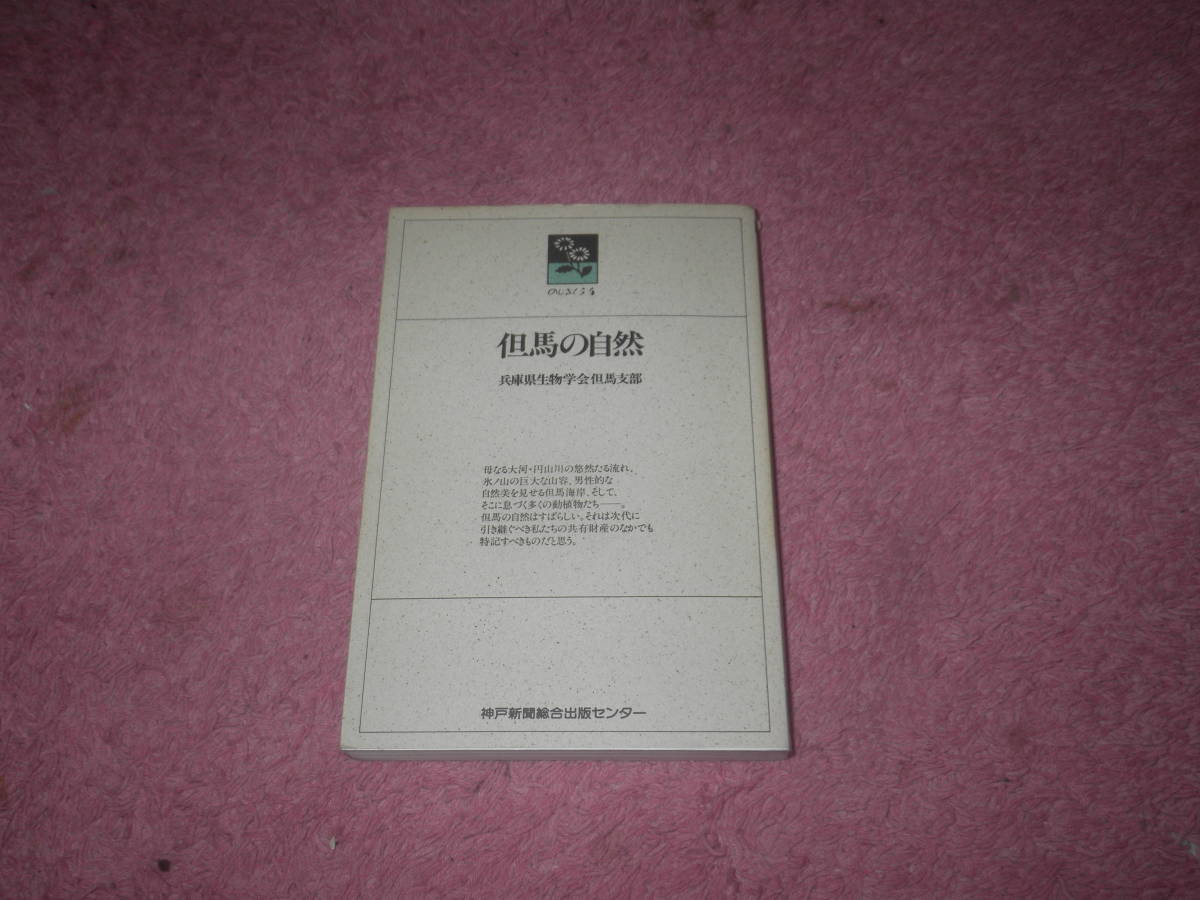 のじぎく文庫
但馬の自然
兵庫県生物学会但馬支部
母なる大河・円山川の悠然たる流れ、
氷ノ山の巨大な山容、男性的な
自然美を見せる但馬海岸、そして、
そこに息づく多くの動植物たち——。
但馬の自然はすばらしい。それは次代に
引き継ぐべき私たちの共有財産のなかでも
特記すべきものだと思う。
神戸新聞総合出版センター